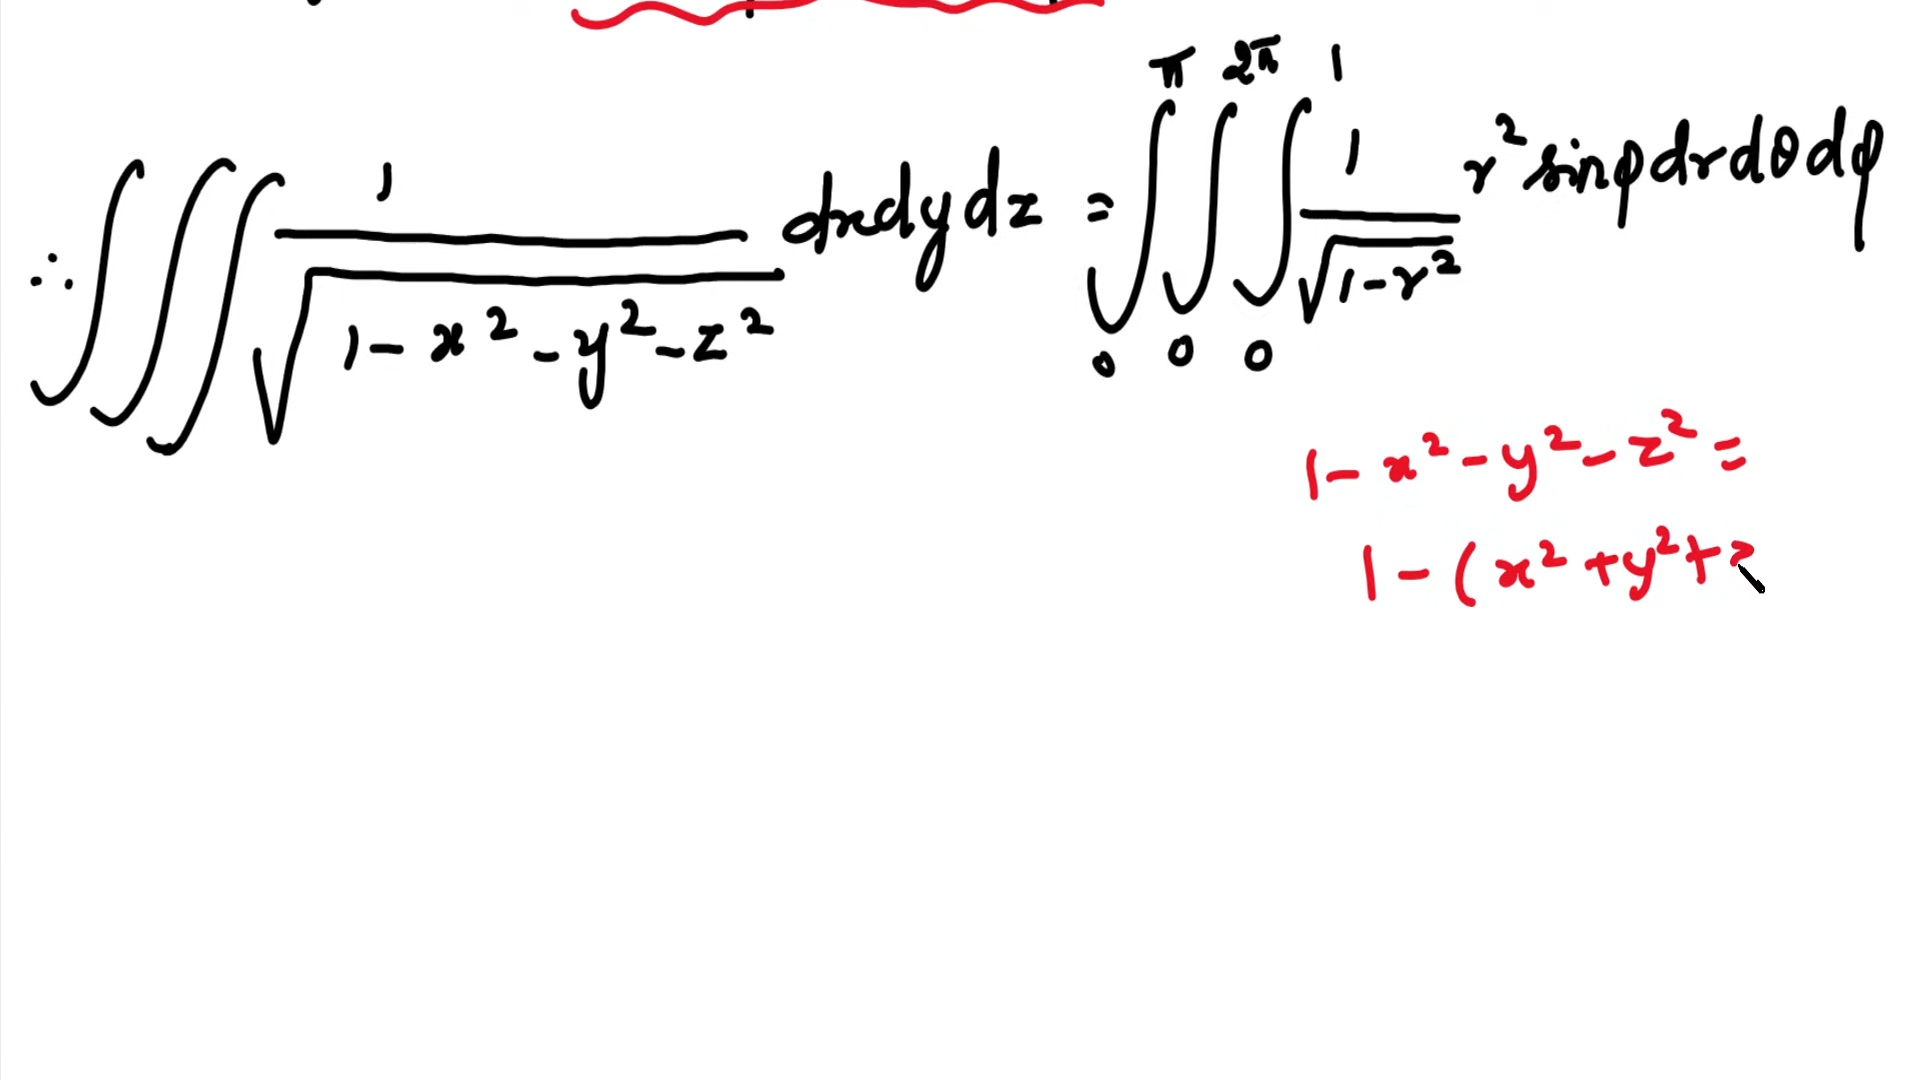 ∴ ∫∫∫ 1/√(1-x²-y²-z²) dxdydz = ∫₀^π ∫₀^2π ∫₀^1 1/√(1-r²) r² sinφ dr dθ dφ
1-x²-y²-z² =
1-(x²+y²+